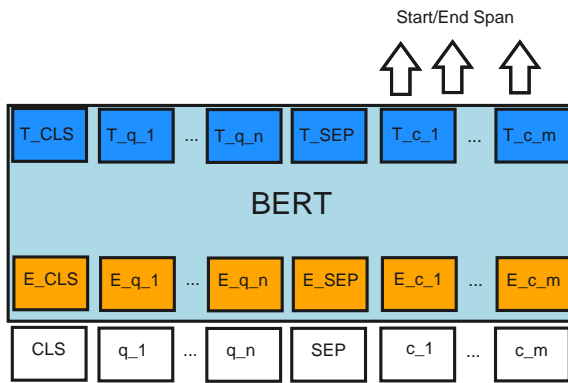 Start/End Span
T_CLS T_q_1 ... T_q_n T_SEP T_c_1 ... T_c_m
BERT
E_CLS E_q_1 ... E_q_n E_SEP E_c_1 ... E_c_m
CLS q_1 ... q_n SEP c_1 ... c_m